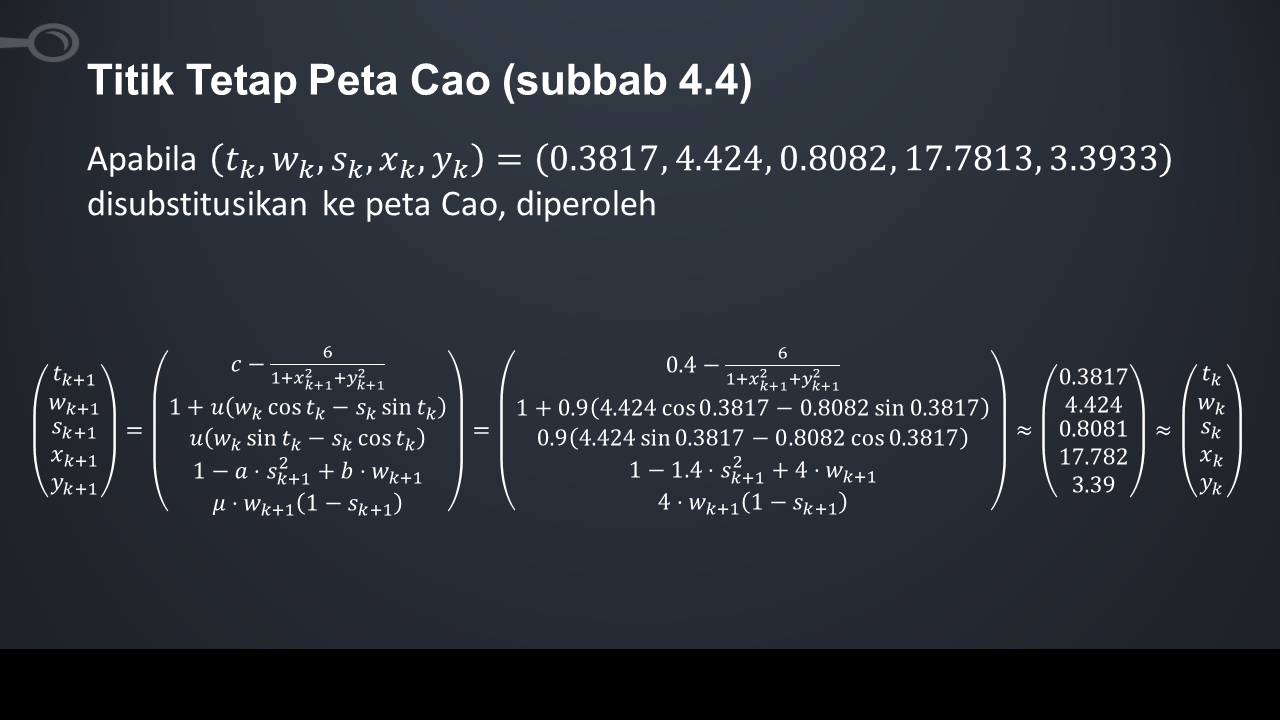 Titik Tetap Peta Cao (subbab 4.4)
Apabila (𝑡ₖ, 𝑤ₖ, 𝑠ₖ, 𝑥ₖ, 𝑦ₖ) = (0.3817, 4.424, 0.8082, 17.7813, 3.3933)
disubstitusikan ke peta Cao, diperoleh
\begin{pmatrix} t_{k+1} \\ w_{k+1} \\ s_{k+1} \\ x_{k+1} \\ y_{k+1} \end{pmatrix} = \begin{pmatrix} c - \frac{6}{1+x_{k+1}^2+y_{k+1}^2} \\ 1 + u(w_k \cos t_k - s_k \sin t_k) \\ u(w_k \sin t_k - s_k \cos t_k) \\ 1 - a \cdot s_{k+1}^2 + b \cdot w_{k+1} \\ \mu \cdot w_{k+1}(1 - s_{k+1}) \end{pmatrix} = \begin{pmatrix} 0.4 - \frac{6}{1+x_{k+1}^2+y_{k+1}^2} \\ 1 + 0.9(4.424 \cos 0.3817 - 0.8082 \sin 0.3817) \\ 0.9(4.424 \sin 0.3817 - 0.8082 \cos 0.3817) \\ 1 - 1.4 \cdot s_{k+1}^2 + 4 \cdot w_{k+1} \\ 4 \cdot w_{k+1}(1 - s_{k+1}) \end{pmatrix} \approx \begin{pmatrix} 0.3817 \\ 4.424 \\ 0.8081 \\ 17.782 \\ 3.39 \end{pmatrix} \approx \begin{pmatrix} t_k \\ w_k \\ s_k \\ x_k \\ y_k \end{pmatrix}